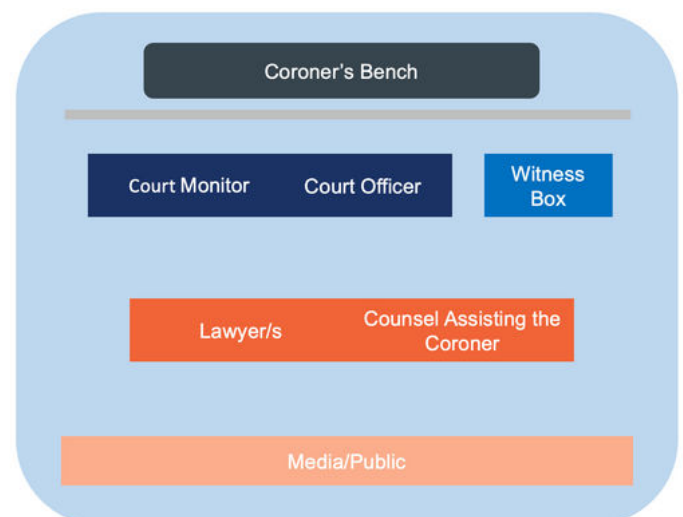 Coroner's Bench
Court Monitor
Court Officer
Witness
Box
Lawyer/s
Counsel Assisting the
Coroner
Media/Public